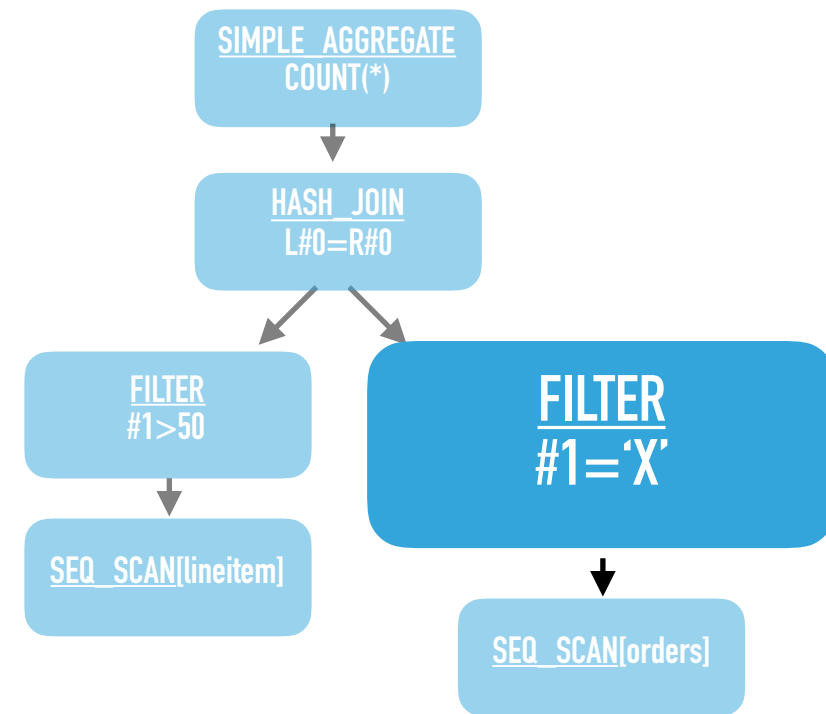 SIMPLE_AGGREGATE
COUNT(*)
HASH_JOIN
L#0=R#0
FILTER
#1>50
FILTER
#1=‘X’
SEQ_SCAN[lineitem]
SEQ_SCAN[orders]